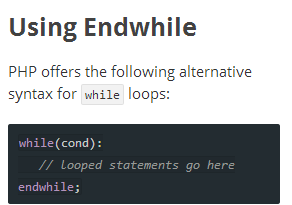 Using Endwhile
PHP offers the following alternative
syntax for while loops:
while(cond):
// looped statements go here
endwhile;